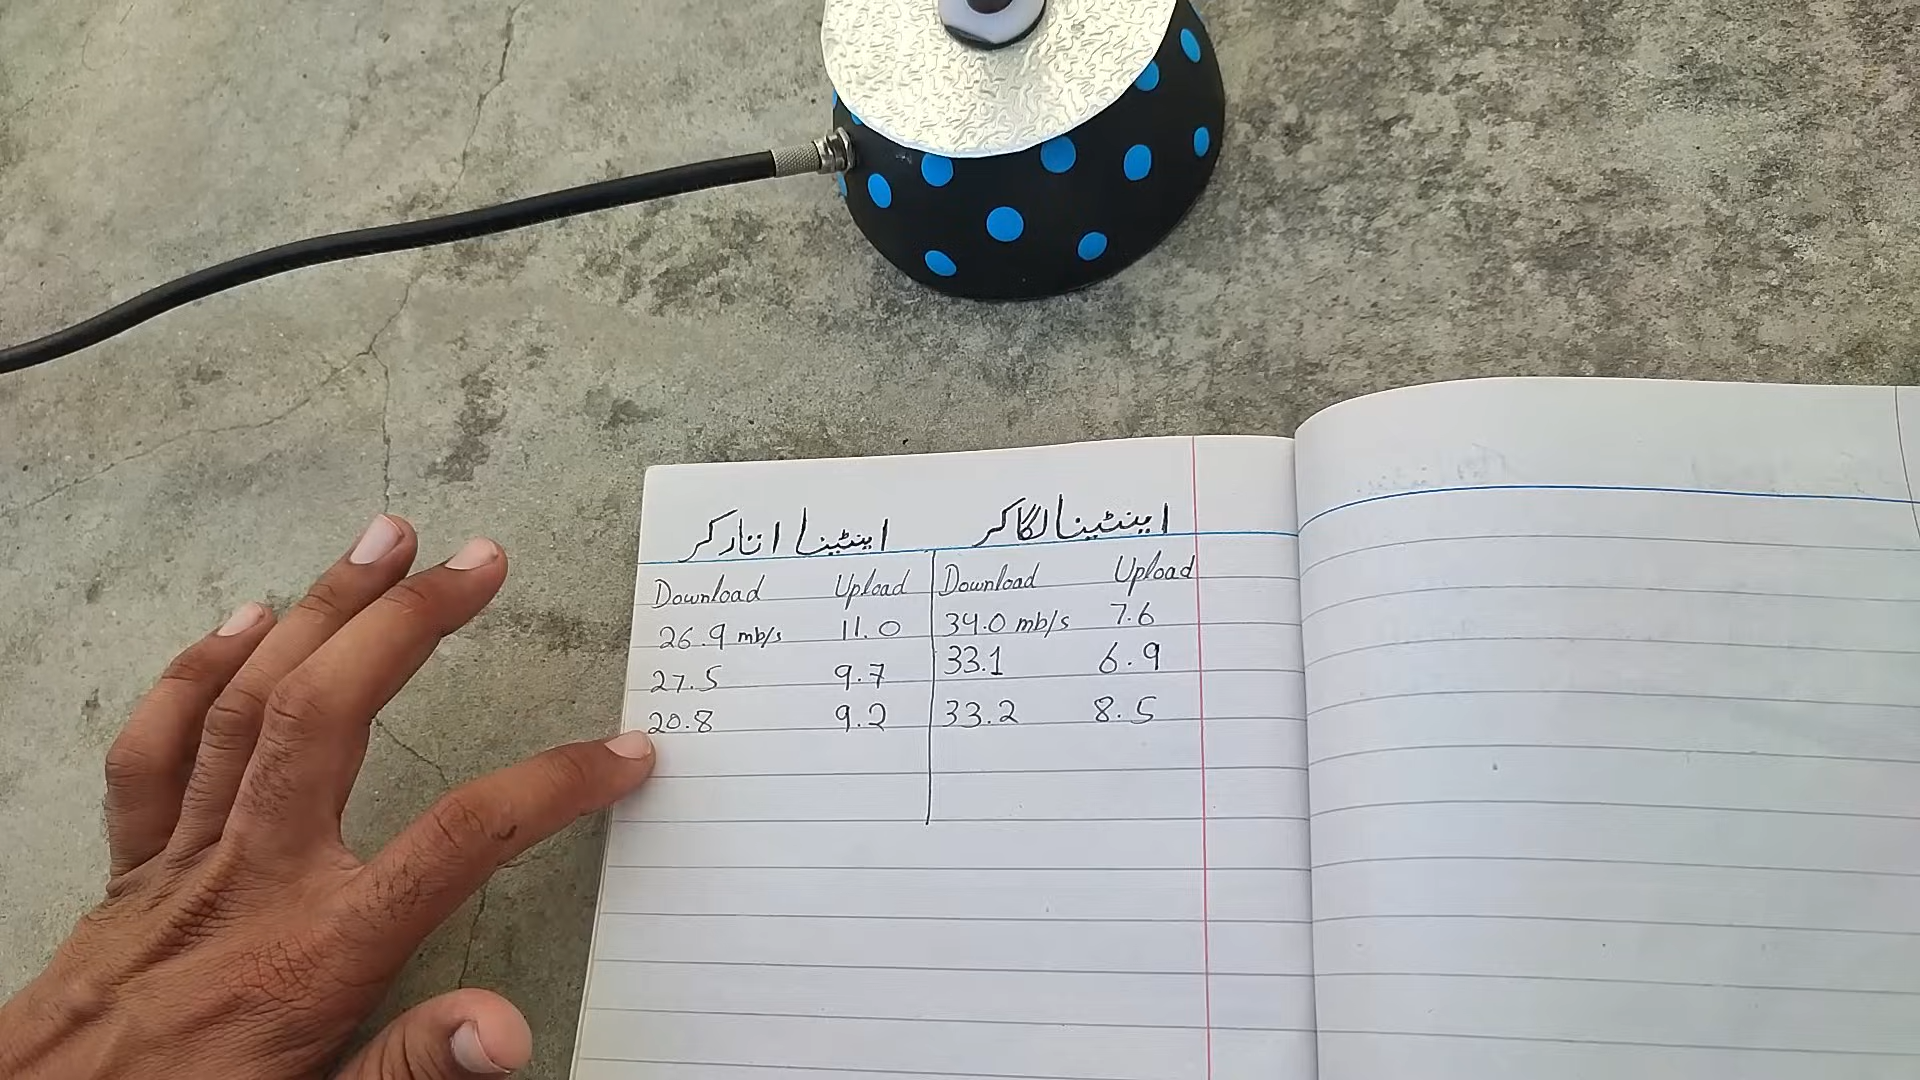 اینٹینا اتار کر
Download Upload
26.9 mb/s 11.0
27.5 9.7
20.8 9.2
اینٹینا لگا کر
Download Upload
34.0 mb/s 7.6
33.1 6.9
33.2 8.5